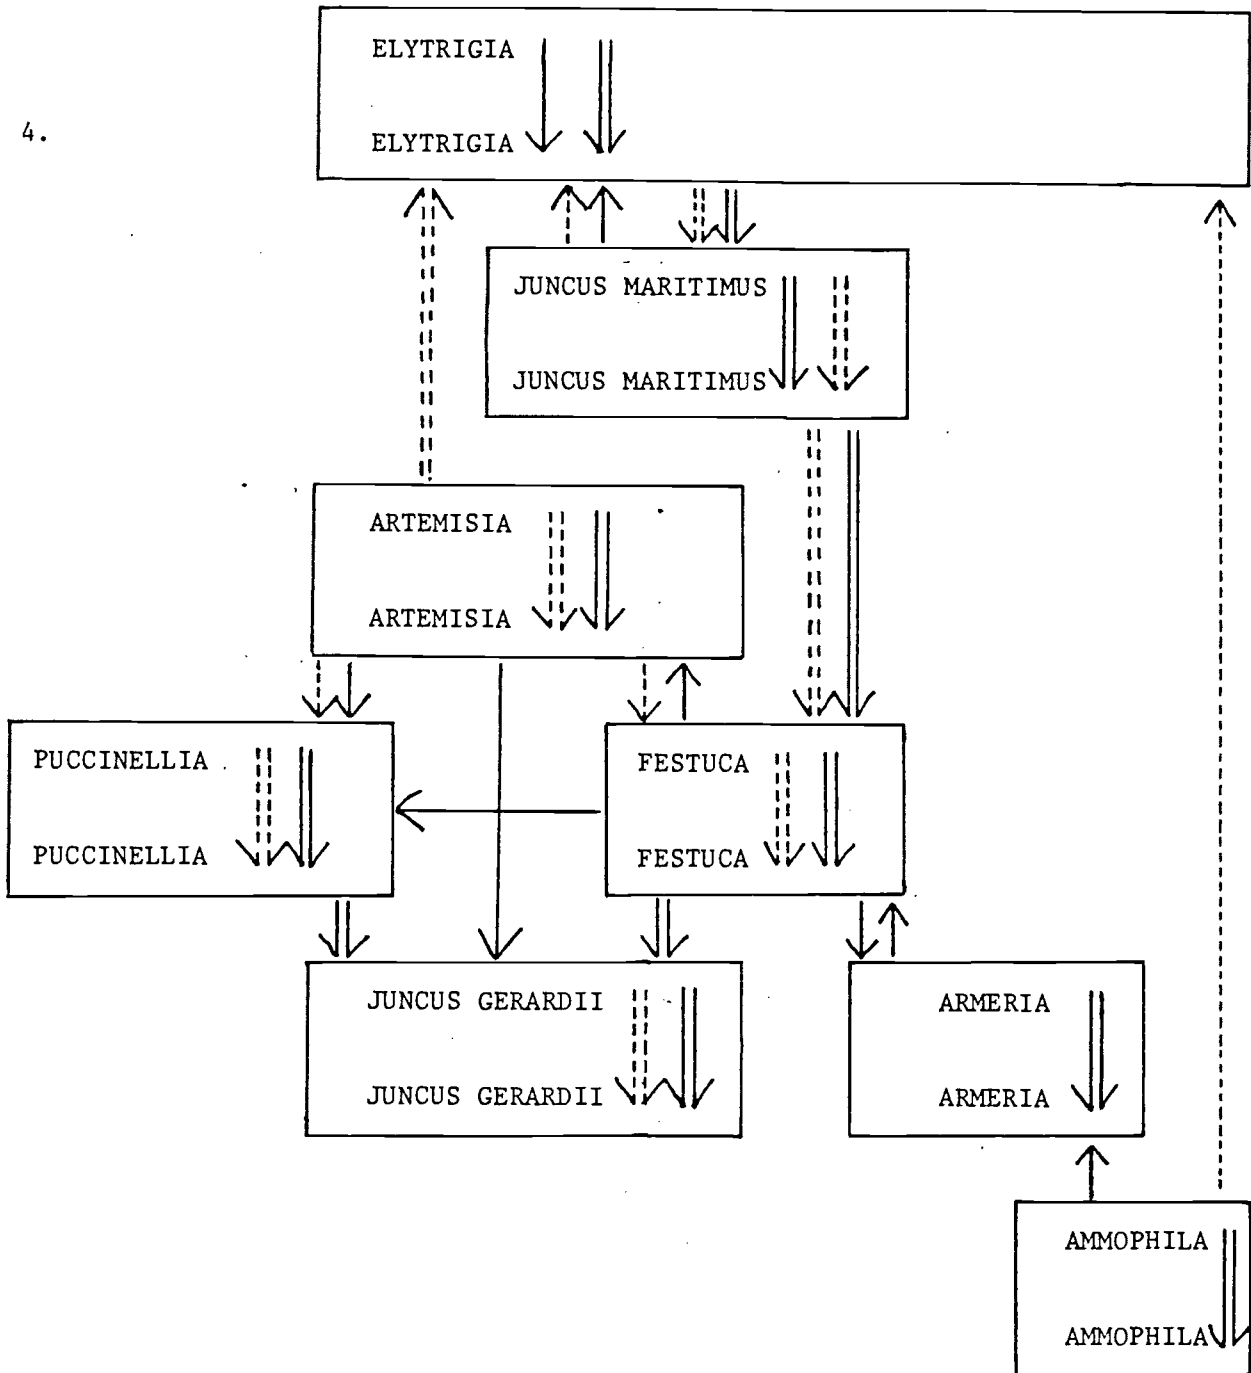 ELYTRIGIA
4.
ELYTRIGIA
JUNCUS MARITIMUS
JUNCUS MARITIMUS
ARTEMISIA
ARTEMISIA
PUCCINELLIA
PUCCINELLIA
FESTUCA
FESTUCA
JUNCUS GERARDII
JUNCUS GERARDII
ARMERIA
ARMERIA
AMMOPHILA
AMMOPHILA